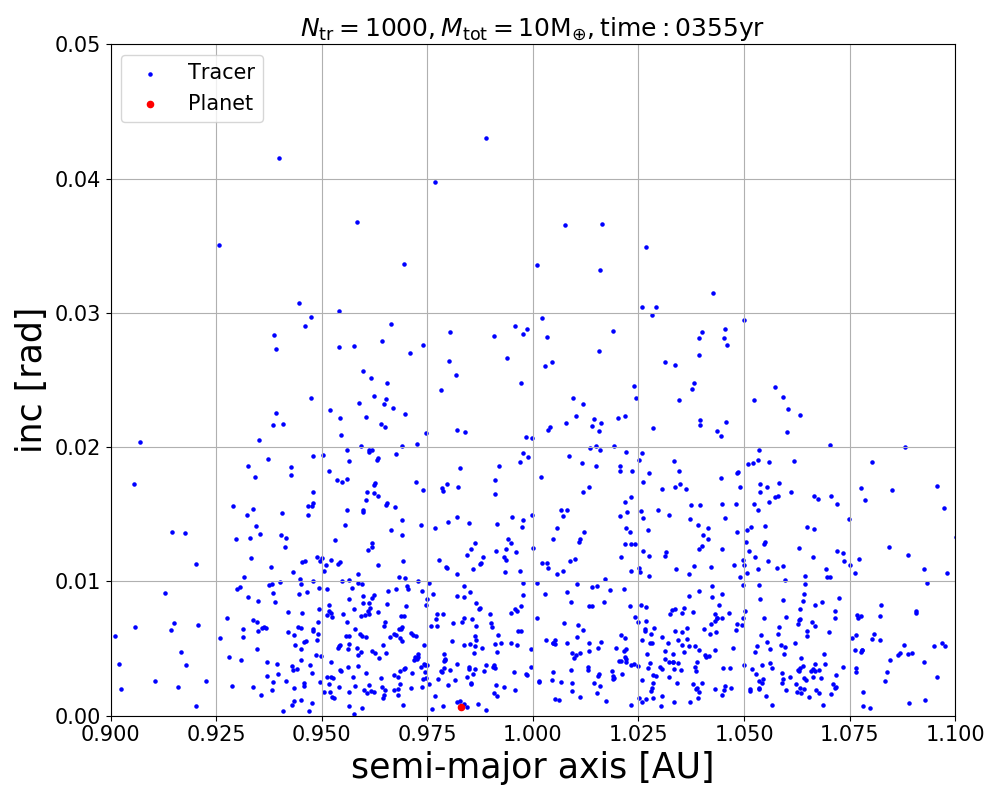 N_tr = 1000, M_tot = 10M_⊕, time : 0355yr
0.05
Tracer
Planet
0.04
0.03
0.02
0.01
0.00
inc [rad]
0.900 0.925 0.950 0.975 1.000 1.025 1.050 1.075 1.100
semi-major axis [AU]